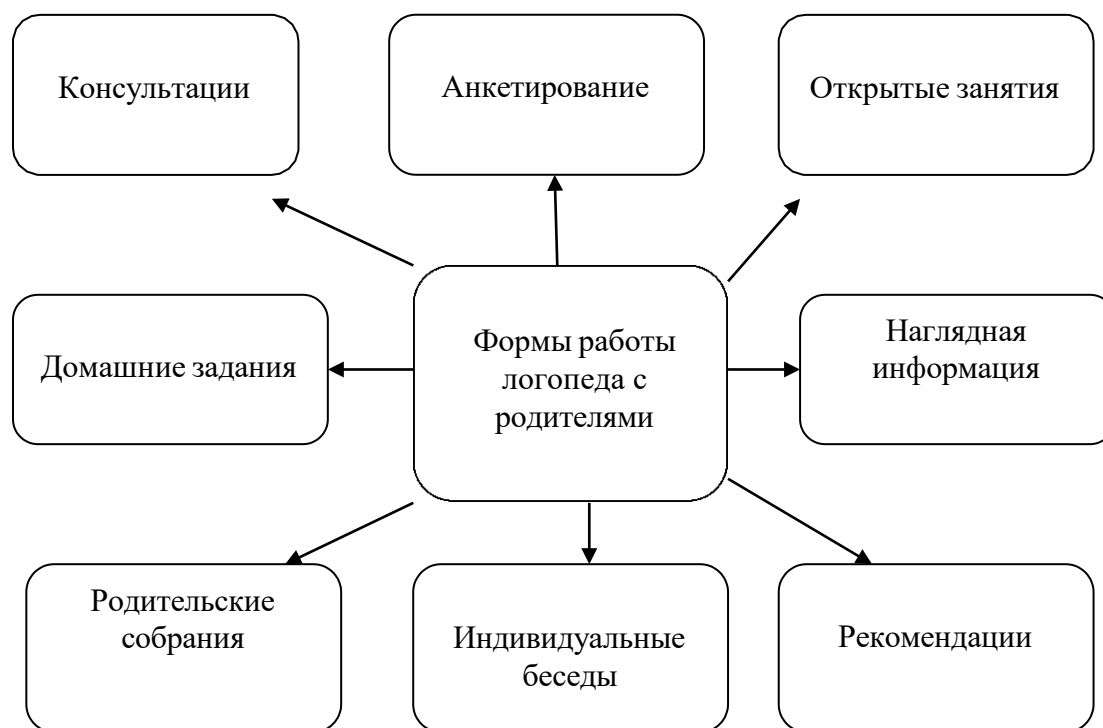 Консультации
Анкетирование
Открытые занятия
Домашние задания
Формы работы
логопеда с
родителями
Наглядная
информация
Родительские
собрания
Индивидуальные
беседы
Рекомендации